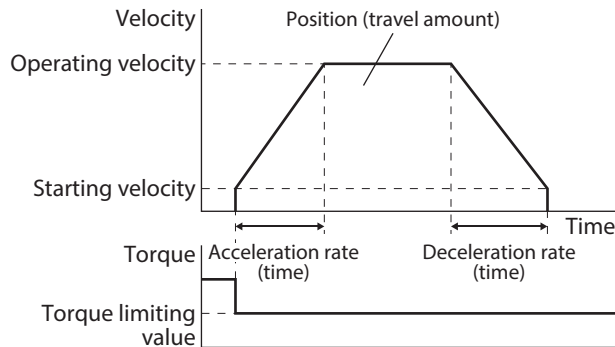 Velocity
Position (travel amount)
Operating velocity
Starting velocity
Time
Acceleration rate
(time)
Deceleration rate
(time)
Torque
Torque limiting
value